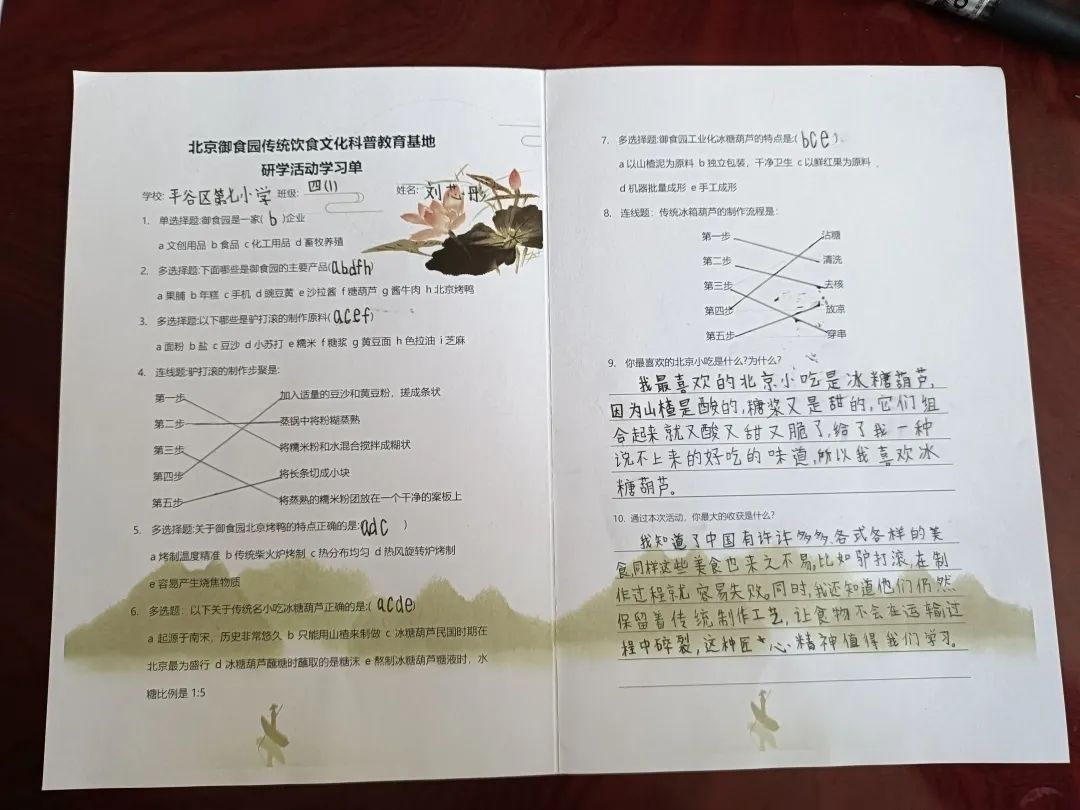 北京御食园传统饮食文化科普教育基地
研学活动学习单
学校: 平谷区第七小学 班级: 四(1) 姓名: 刘芯彤
1. 单选择题:御食园是一家( b )企业
a 文创用品 b 食品 c 化工用品 d 畜牧养殖
2. 多选择题:下面哪些是御食园的主要产品(abdfh)
a 果脯 b 年糕 c 手机 d 豌豆黄 e 沙拉酱 f 糖葫芦 g 酱牛肉 h 北京烤鸭
3. 多选择题:以下哪些是驴打滚的制作原料(acef)
a 面粉 b 盐 c 豆沙 d 小苏打 e 糯米 f 糖浆 g 黄豆面 h 色拉油 i 芝麻
4. 连线题:驴打滚的制作步聚是:
第一步 加入适量的豆沙和黄豆粉，搓成条状
第二步 蒸锅中将粉糊蒸熟
第三步 将糯米粉和水混合搅拌成糊状
第四步 将长条切成小块
第五步 将蒸熟的糯米粉团放在一个干净的案板上
5. 多选择题:关于御食园北京烤鸭的特点正确的是:(adc )
a 烤制温度精准 b 传统柴火炉烤制 c 热分布均匀 d 热风旋转炉烤制
e 容易产生烧焦物质
6. 多选题：以下关于传统名小吃冰糖葫芦正确的是:( acde)
a 起源于南宋，历史非常悠久 b 只能用山楂来制做 c 冰糖葫芦民国时期在
北京最为盛行 d 冰糖葫芦蘸糖时蘸取的是糖沫 e 熬制冰糖葫芦糖液时，水
糖比例是 1:5
7. 多选择题:御食园工业化冰糖葫芦的特点是:( bce )
a 以山楂泥为原料 b 独立包装，干净卫生 c 以鲜红果为原料
d 机器批量成形 e 手工成形
8. 连线题：传统冰箱葫芦的制作流程是:
第一步 沾糖
第二步 清洗
第三步 去核
第四步 放凉
第五步 穿串
9. 你最喜欢的北京小吃是什么?为什么?
我最喜欢的北京小吃是冰糖葫芦,
因为山楂是酸的,糖浆又是甜的,它们组
合起来就又酸又甜又脆了,给了我一种
说不上来的好吃的味道,所以我喜欢冰
糖葫芦。
10. 通过本次活动，你最大的收获是什么?
我知道了中国有许许多多各式各样的美
食,同样这些美食也来之不易,比如驴打滚,在制
作过程就容易失败。同时,我还知道他们仍然
保留着传统制作工艺,让食物不会在运输过
程中碎裂,这种匠心精神值得我们学习。